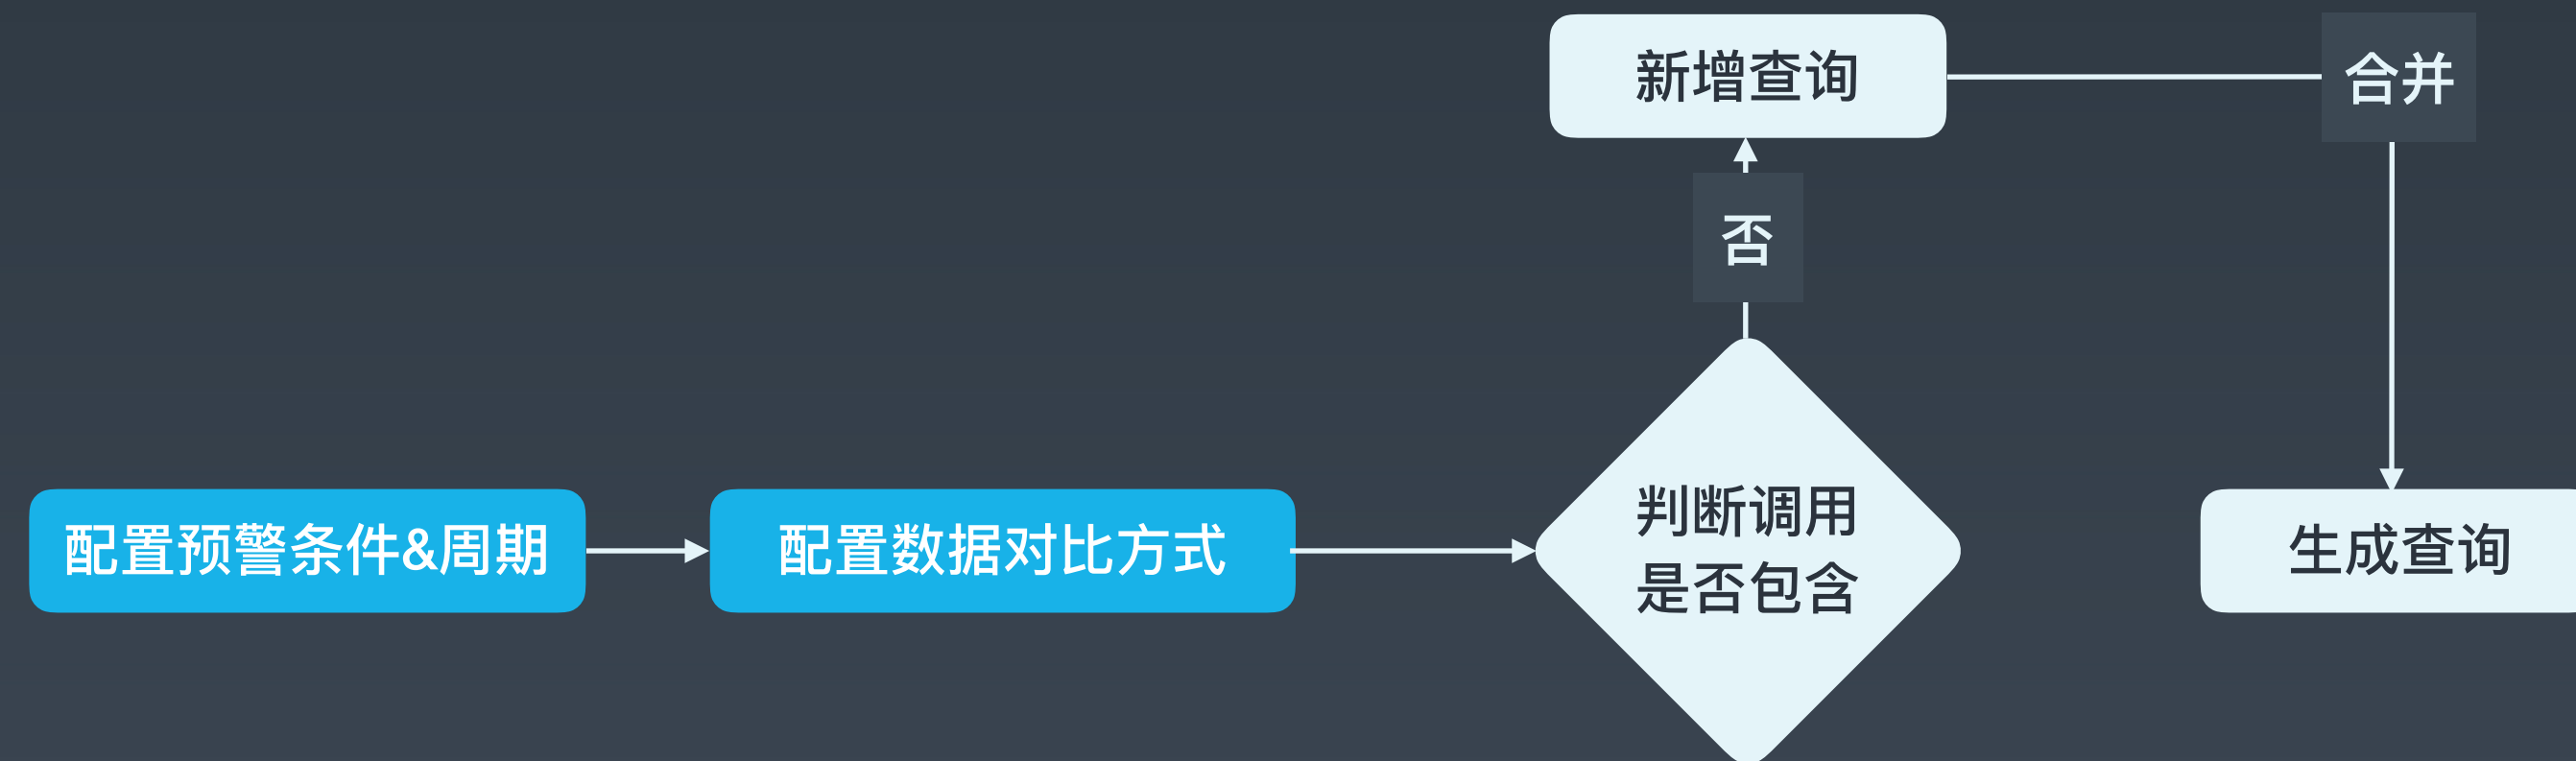 新增查询
合并
否
配置预警条件&周期
配置数据对比方式
判断调用
是否包含
生成查询